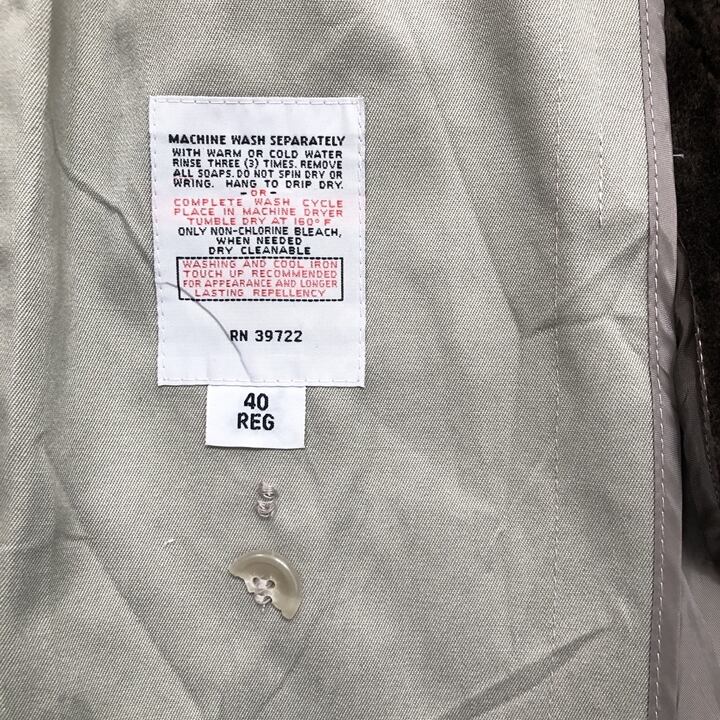 MACHINE WASH SEPARATELY
WITH WARM OR COLD WATER
RINSE THREE (3) TIMES. REMOVE
ALL SOAPS. DO NOT SPIN DRY OR
WRING. HANG TO DRIP DRY.
-OR-
COMPLETE WASH CYCLE
PLACE IN MACHINE DRYER
TUMBLE DRY AT 160° F
ONLY NON-CHLORINE BLEACH,
WHEN NEEDED
DRY CLEANABLE
WASHING AND COOL IRON
TOUCH UP RECOMMENDED
FOR APPEARANCE AND LONGER
LASTING REPELLENCY
RN 39722
40
REG